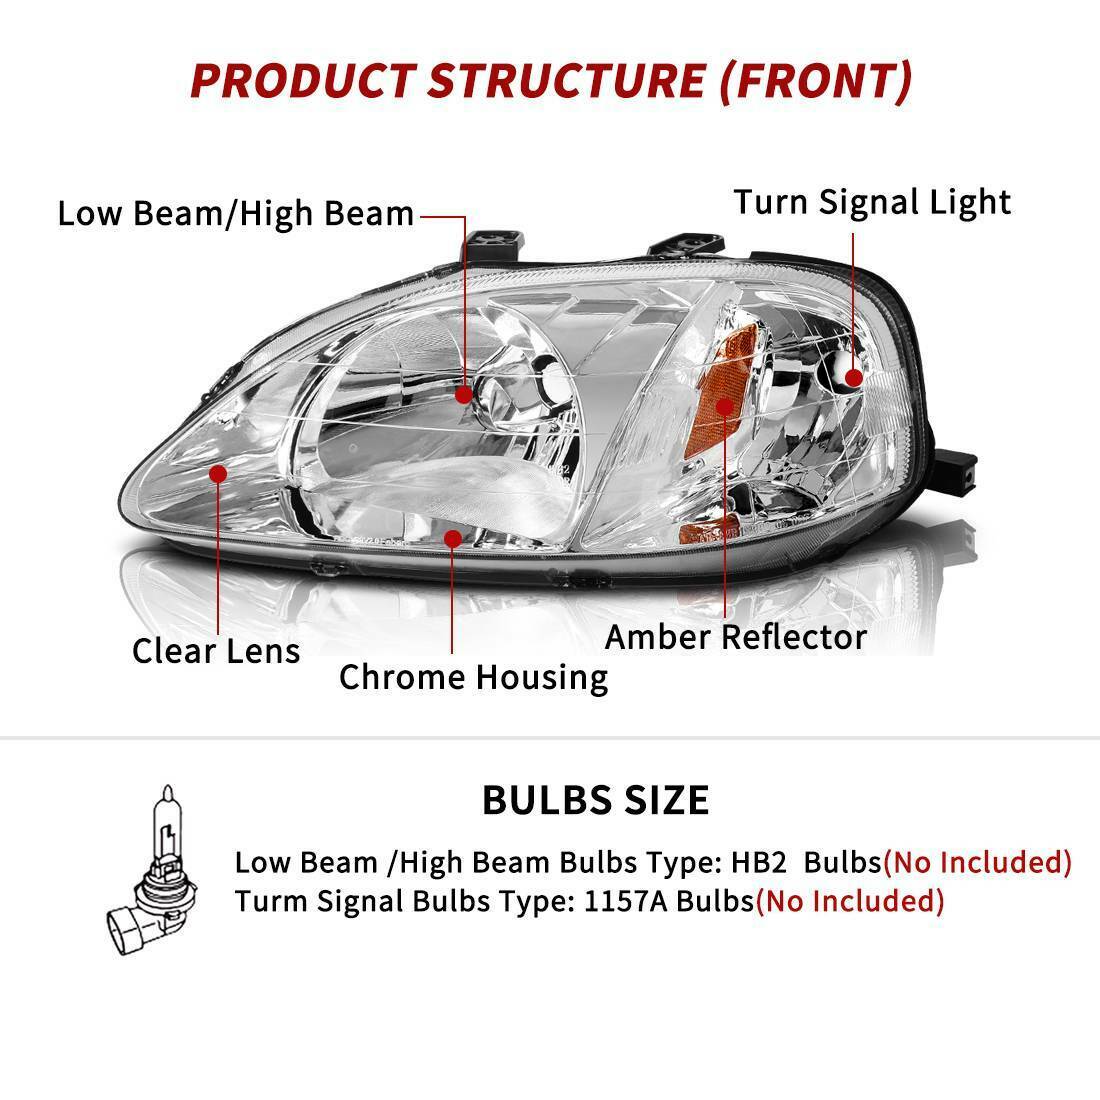 PRODUCT STRUCTURE (FRONT)
Low Beam/High Beam
Turn Signal Light
Clear Lens
Chrome Housing
Amber Reflector
BULBS SIZE
Low Beam /High Beam Bulbs Type: HB2 Bulbs(No Included)
Turm Signal Bulbs Type: 1157A Bulbs(No Included)